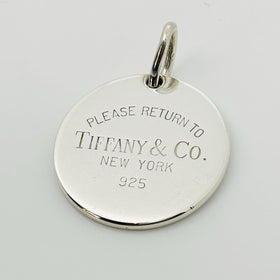 PLEASE RETURN TO
TIFFANY & CO.
NEW YORK
925